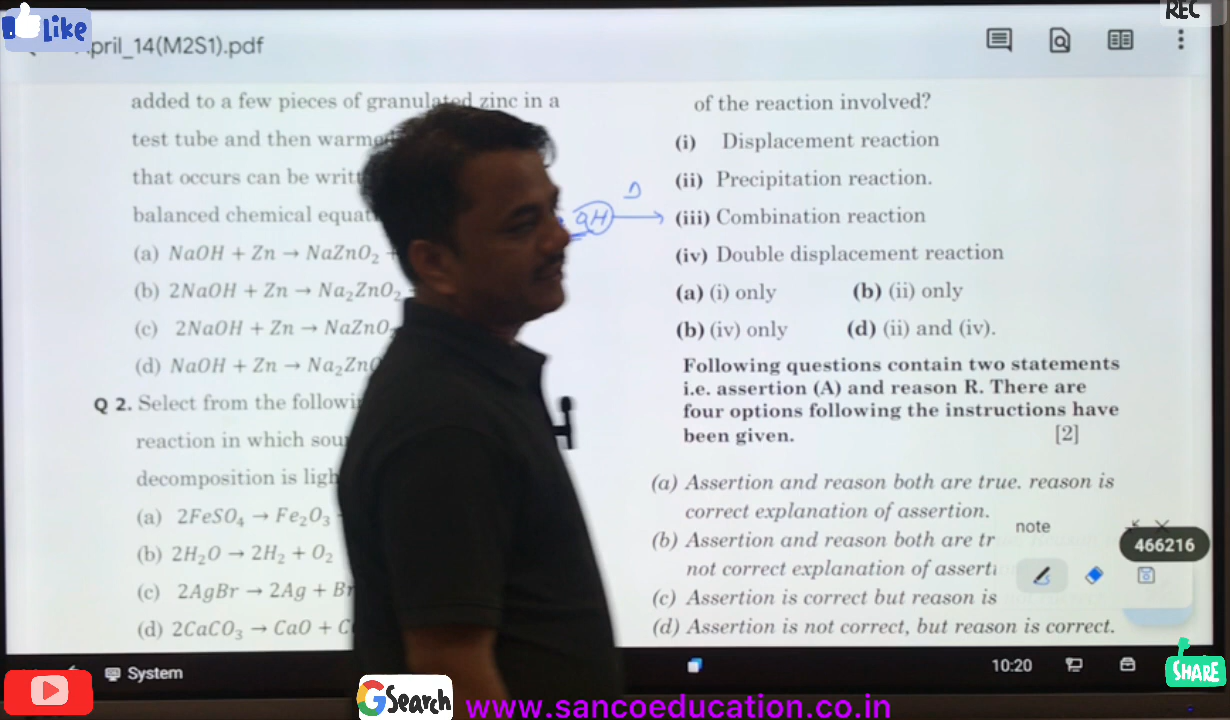 Like
REC
pril_14(M2S1).pdf
added to a few pieces of granulated zinc in a
test tube and then warme
that occurs can be writt
balanced chemical equat
(a) NaOH + Zn → NaZnO₂ +
(b) 2NaOH + Zn → Na₂ZnO₂
(c) 2NaOH + Zn → NaZnO
(d) NaOH + Zn → Na₂ZnO
Q 2. Select from the followi
reaction in which sou
decomposition is ligh
(a) 2FeSO₄ → Fe₂O₃
(b) 2H₂O → 2H₂ + O₂
(c) 2AgBr → 2Ag + Br
(d) 2CaCO₃ → CaO + C
of the reaction involved?
(i) Displacement reaction
(ii) Precipitation reaction.
(iii) Combination reaction
(iv) Double displacement reaction
(a) (i) only (b) (ii) only
(b) (iv) only (d) (ii) and (iv).
Following questions contain two statements
i.e. assertion (A) and reason R. There are
four options following the instructions have
been given. [2]
(a) Assertion and reason both are true. reason is
correct explanation of assertion.
(b) Assertion and reason both are tr
not correct explanation of asserti
(c) Assertion is correct but reason is
(d) Assertion is not correct, but reason is correct.
note
466216
System
10:20
SHARE
GSearch
www.sancoeducation.co.in